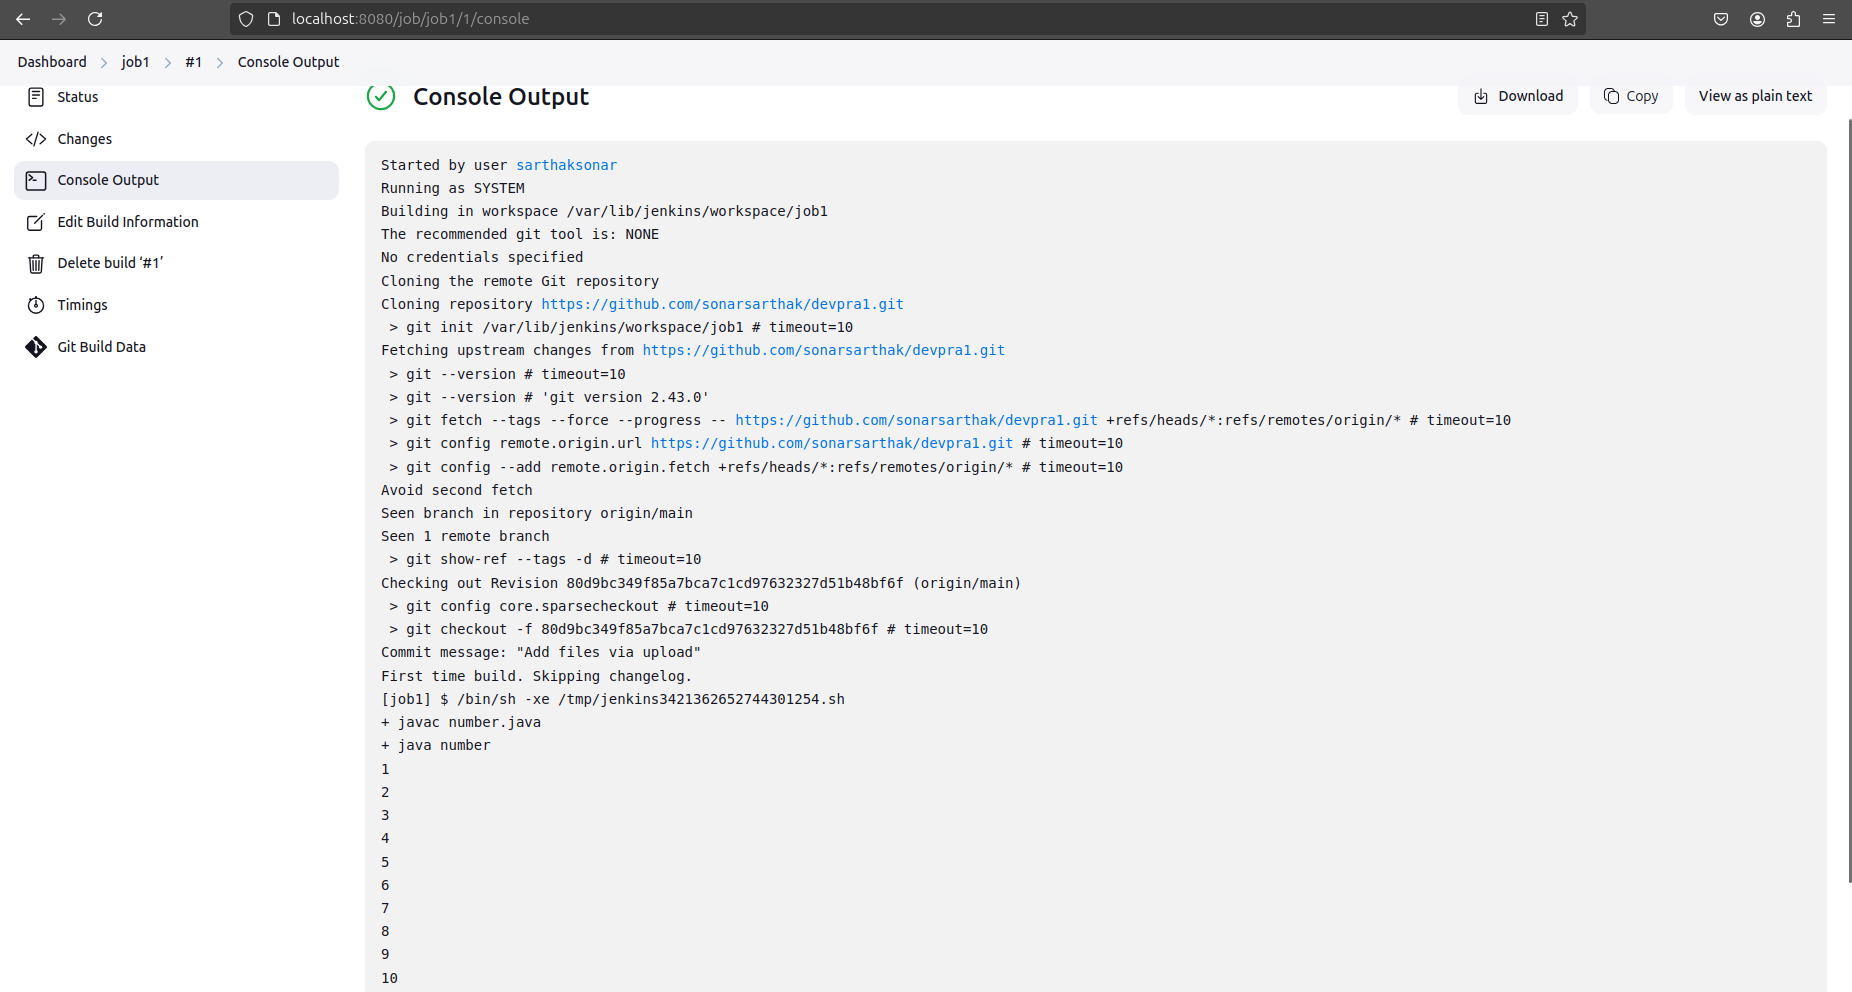 localhost:8080/job/job1/1/console
Dashboard > job1 > #1 > Console Output
Status
Changes
Console Output
Edit Build Information
Delete build ‘#1’
Timings
Git Build Data
Console Output
Download
Copy
View as plain text
Started by user sarthaksonar
Running as SYSTEM
Building in workspace /var/lib/jenkins/workspace/job1
The recommended git tool is: NONE
No credentials specified
Cloning the remote Git repository
Cloning repository https://github.com/sonarsarthak/devpra1.git
 > git init /var/lib/jenkins/workspace/job1 # timeout=10
Fetching upstream changes from https://github.com/sonarsarthak/devpra1.git
 > git --version # timeout=10
 > git --version # 'git version 2.43.0'
 > git fetch --tags --force --progress -- https://github.com/sonarsarthak/devpra1.git +refs/heads/*:refs/remotes/origin/* # timeout=10
 > git config remote.origin.url https://github.com/sonarsarthak/devpra1.git # timeout=10
 > git config --add remote.origin.fetch +refs/heads/*:refs/remotes/origin/* # timeout=10
Avoid second fetch
Seen branch in repository origin/main
Seen 1 remote branch
 > git show-ref --tags -d # timeout=10
Checking out Revision 80d9bc349f85a7bca7c1cd97632327d51b48bf6f (origin/main)
 > git config core.sparsecheckout # timeout=10
 > git checkout -f 80d9bc349f85a7bca7c1cd97632327d51b48bf6f # timeout=10
Commit message: "Add files via upload"
First time build. Skipping changelog.
[job1] $ /bin/sh -xe /tmp/jenkins3421362652744301254.sh
+ javac number.java
+ java number
1
2
3
4
5
6
7
8
9
10